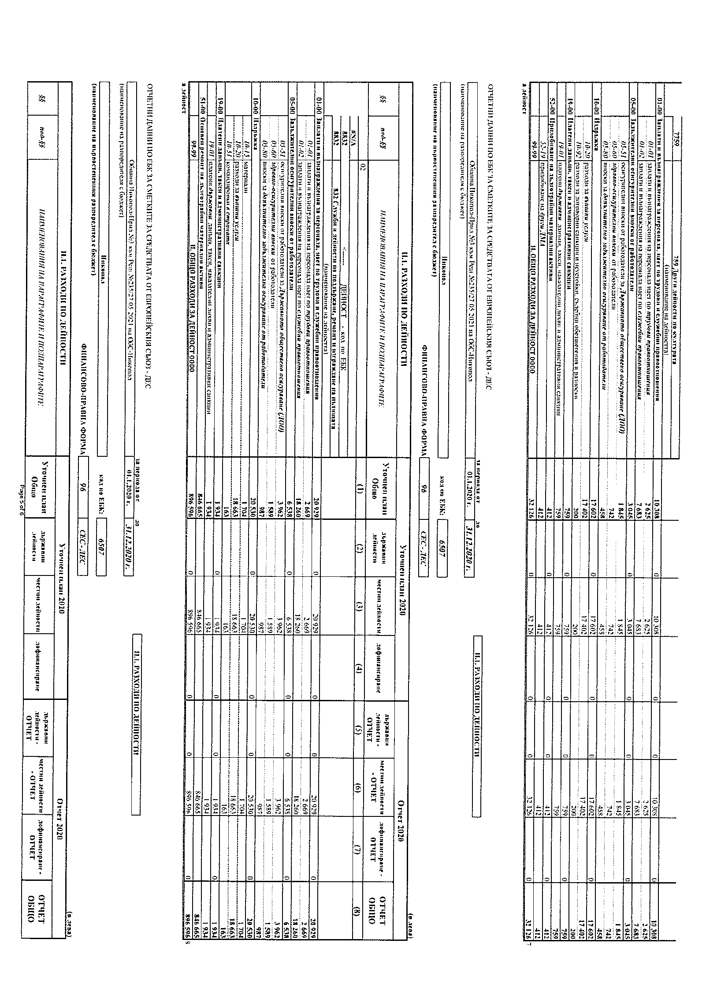 7759 759 Други дейности по културата
(наименование на дейността)
01-00 Заплати и възнаграждения за персонала, нает по трудови и служебни правоотношения 10 308 0 10 308 0 0 10 308 0 10 308
01-01 заплати и възнаграждения на персонала нает по трудови правоотношения 2 625 2 625 2 625 2 625
01-02 заплати и възнаграждения на персонала нает по служебни правоотношения 7 683 7 683 7 683 7 683
05-00 Задължителни осигурителни вноски от работодатели 3 045 0 3 045 0 0 3 045 0 3 045
05-51 осигурителни вноски от работодатели за Държавното обществено осигуряване (ДОО) 1 845 1 845 1 845 1 845
05-60 здравно-осигурителни вноски от работодатели 742 742 742 742
05-80 вноски за допълнително задължително осигуряване от работодатели 458 458 458 458
10-00 Издръжка 17 602 0 17 602 0 0 17 602 0 17 602
10-20 разходи за външни услуги 17 402 17 402 17 402 17 402
10-92 разходи за договорни санкции и неустойки, съдебни обезщетения и разноски 200 200 200 200
19-00 Платени данъци, такси и административни санкции 759 0 759 0 0 759 0 759
19-01 платени държавни данъци, такси, наказателни лихви и административни санкции 759 759 759 759
52-00 Придобиване на дълготрайни материални активи 412 0 412 0 0 412 0 412
52-19 придобиване на други ДМА 412 412 412 412
99-99 II. ОБЩО РАЗХОДИ ЗА ДЕЙНОСТ 0000 32 126 0 32 126 0 0 32 126 0 32 126
а дейност 7
ОТЧЕТНИ ДАННИ ПО ЕБК ЗА СМЕТКИТЕ ЗА СРЕДСТВАТА ОТ ЕВРОПЕЙСКИЯ СЪЮЗ - ДЕС
за периода от до
Община Никопол-Прил.№3 към Реш.№235/27.05.2021 на ОбС-Никопол 01.1.2020 г. 31.12.2020 г. II.1. РАЗХОДИ ПО ДЕЙНОСТИ
(наименование на разпоредителя с бюджет)
Никопол код по ЕБК: 6507
(наименование на първостепенния разпоредител с бюджет)
ФИНАНСОВО-ПРАВНА ФОРМА 96 СЕС - ДЕС
(в лева)
II.1. РАЗХОДИ ПО ДЕЙНОСТИ Уточнен план 2020 Отчет 2020
§§ под-§§ НАИМЕНОВАНИЯ НА ПАРАГРАФИТЕ И ПОДПАРАГРАФИТЕ Уточнен план Общо държавни дейности местни дейности дофинансиране държавни дейности - ОТЧЕТ местни дейности - ОТЧЕТ дофинансиране - ОТЧЕТ ОТЧЕТ ОБЩО
02 (1) (2) (3) (4) (5) (6) (7) (8)
#N/A
8832 <------ ДЕЙНОСТ - код по ЕБК
8832 832 Служби и дейности по поддържане, ремонт и изграждане на пътищата
(наименование на дейността)
01-00 Заплати и възнаграждения за персонала, нает по трудови и служебни правоотношения 20 929 0 20 929 0 0 20 929 0 20 929
01-01 заплати и възнаграждения на персонала нает по трудови правоотношения 2 669 2 669 2 669 2 669
01-02 заплати и възнаграждения на персонала нает по служебни правоотношения 18 260 18 260 18 260 18 260
05-00 Задължителни осигурителни вноски от работодатели 6 538 0 6 538 0 0 6 538 0 6 538
05-51 осигурителни вноски от работодатели за Държавното обществено осигуряване (ДОО) 3 962 3 962 3 962 3 962
05-60 здравно-осигурителни вноски от работодатели 1 589 1 589 1 589 1 589
05-80 вноски за допълнително задължително осигуряване от работодатели 987 987 987 987
10-00 Издръжка 20 530 0 20 530 0 0 20 530 0 20 530
10-15 материали 1 704 1 704 1 704 1 704
10-20 разходи за външни услуги 18 663 18 663 18 663 18 663
10-51 командировки в страната 163 163 163 163
19-00 Платени данъци, такси и административни санкции 1 934 0 1 934 0 0 1 934 0 1 934
19-01 платени държавни данъци, такси, наказателни лихви и административни санкции 1 934 1 934 1 934 1 934
51-00 Основен ремонт на дълготрайни материални активи 846 665 846 665 846 665 846 665
99-99 II. ОБЩО РАЗХОДИ ЗА ДЕЙНОСТ 0000 896 596 0 896 596 0 0 896 596 0 896 596
а дейност 8
ОТЧЕТНИ ДАННИ ПО ЕБК ЗА СМЕТКИТЕ ЗА СРЕДСТВАТА ОТ ЕВРОПЕЙСКИЯ СЪЮЗ - ДЕС
за периода от до
Община Никопол-Прил.№3 към Реш.№235/27.05.2021 на ОбС-Никопол 01.1.2020 г. 31.12.2020 г. II.1. РАЗХОДИ ПО ДЕЙНОСТИ
(наименование на разпоредителя с бюджет)
Никопол код по ЕБК: 6507
(наименование на първостепенния разпоредител с бюджет)
ФИНАНСОВО-ПРАВНА ФОРМА 96 СЕС - ДЕС
(в лева)
II.1. РАЗХОДИ ПО ДЕЙНОСТИ Уточнен план 2020 Отчет 2020
§§ под-§§ НАИМЕНОВАНИЯ НА ПАРАГРАФИТЕ И ПОДПАРАГРАФИТЕ Уточнен план Общо държавни дейности местни дейности дофинансиране държавни дейности - ОТЧЕТ местни дейности - ОТЧЕТ дофинансиране - ОТЧЕТ ОТЧЕТ ОБЩО
Page 5 of 6